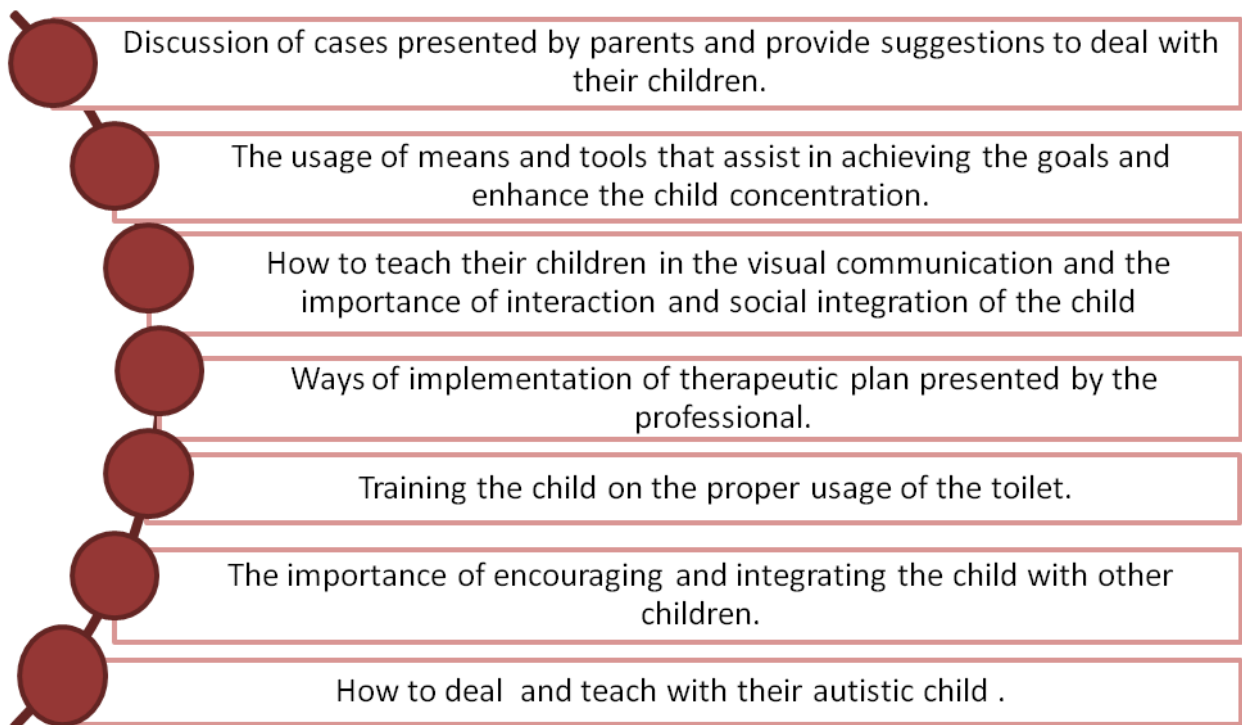 Discussion of cases presented by parents and provide suggestions to deal with
their children.
The usage of means and tools that assist in achieving the goals and
enhance the child concentration.
How to teach their children in the visual communication and the
importance of interaction and social integration of the child
Ways of implementation of therapeutic plan presented by the
professional.
Training the child on the proper usage of the toilet.
The importance of encouraging and integrating the child with other
children.
How to deal  and teach with their autistic child .